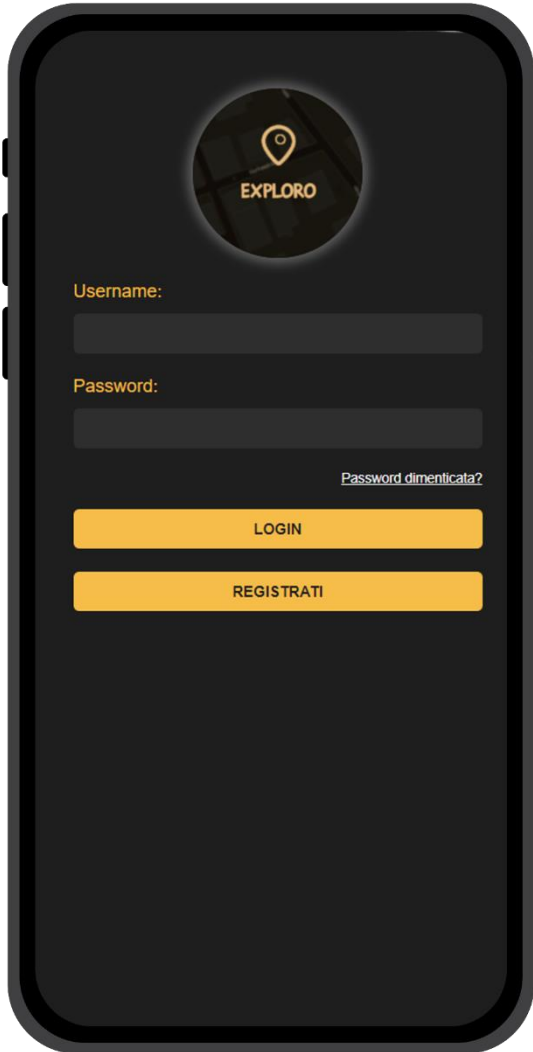 EXPLORO
Username:
Password:
Password dimenticata?
LOGIN
REGISTRATI